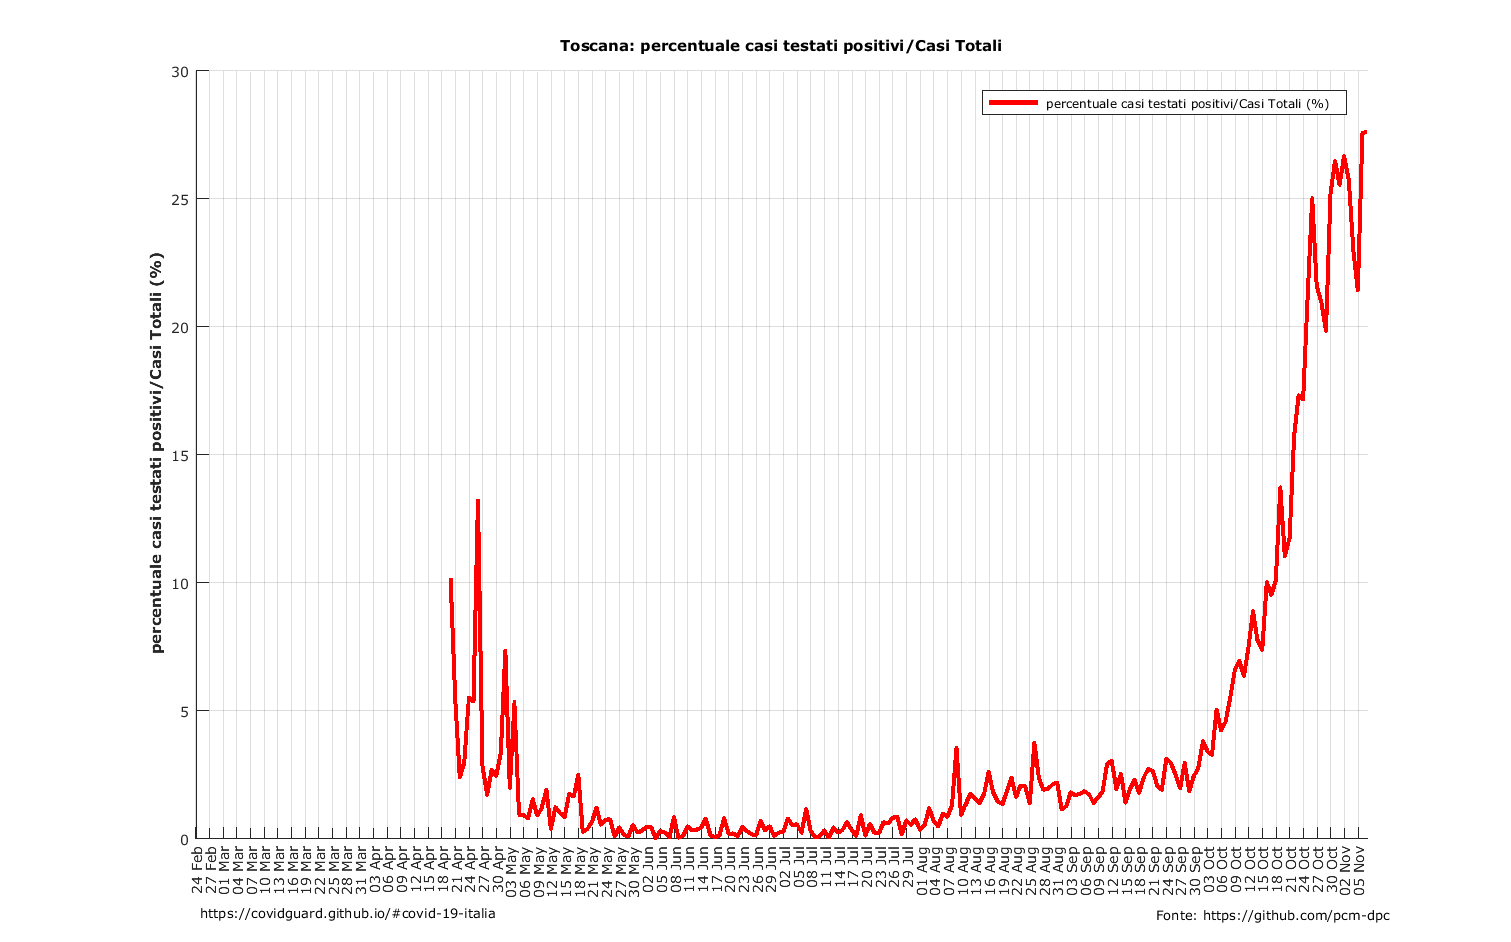 Toscana: percentuale casi testati positivi/Casi Totali
percentuale casi testati positivi/Casi Totali (%)
percentuale casi testati positivi/Casi Totali (%)
30
25
20
15
10
5
0
24 Feb
27 Feb
01 Mar
04 Mar
07 Mar
10 Mar
13 Mar
16 Mar
19 Mar
22 Mar
25 Mar
28 Mar
31 Mar
03 Apr
06 Apr
09 Apr
12 Apr
15 Apr
18 Apr
21 Apr
24 Apr
27 Apr
30 Apr
03 May
06 May
09 May
12 May
15 May
18 May
21 May
24 May
27 May
30 May
02 Jun
05 Jun
08 Jun
11 Jun
14 Jun
17 Jun
20 Jun
23 Jun
26 Jun
29 Jun
02 Jul
05 Jul
08 Jul
11 Jul
14 Jul
17 Jul
20 Jul
23 Jul
26 Jul
29 Jul
01 Aug
04 Aug
07 Aug
10 Aug
13 Aug
16 Aug
19 Aug
22 Aug
25 Aug
28 Aug
31 Aug
03 Sep
06 Sep
09 Sep
12 Sep
15 Sep
18 Sep
21 Sep
24 Sep
27 Sep
30 Sep
03 Oct
06 Oct
09 Oct
12 Oct
15 Oct
18 Oct
21 Oct
24 Oct
27 Oct
30 Oct
02 Nov
05 Nov
https://covidguard.github.io/#covid-19-italia
Fonte: https://github.com/pcm-dpc